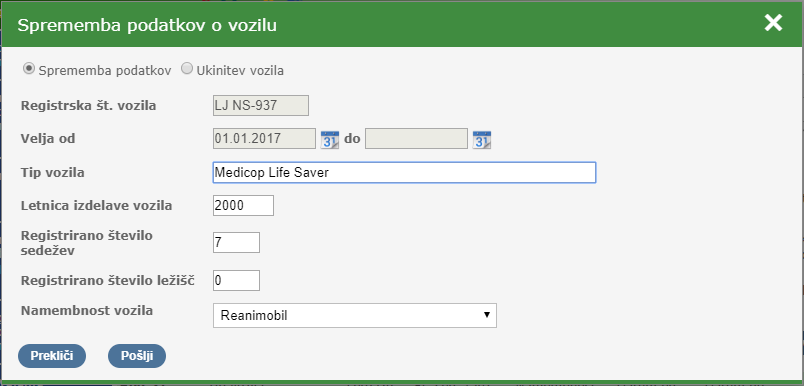 Sprememba podatkov o vozilu
Sprememba podatkov Ukinitev vozila
Registrska št. vozila LJ NS-937
Velja od 01.01.2017 31 do 31
Tip vozila Medicop Life Saver
Letnica izdelave vozila 2000
Registrirano število
sedežev 7
Registrirano število ležišč 0
Namembnost vozila Reanimobil
Prekliči Pošlji